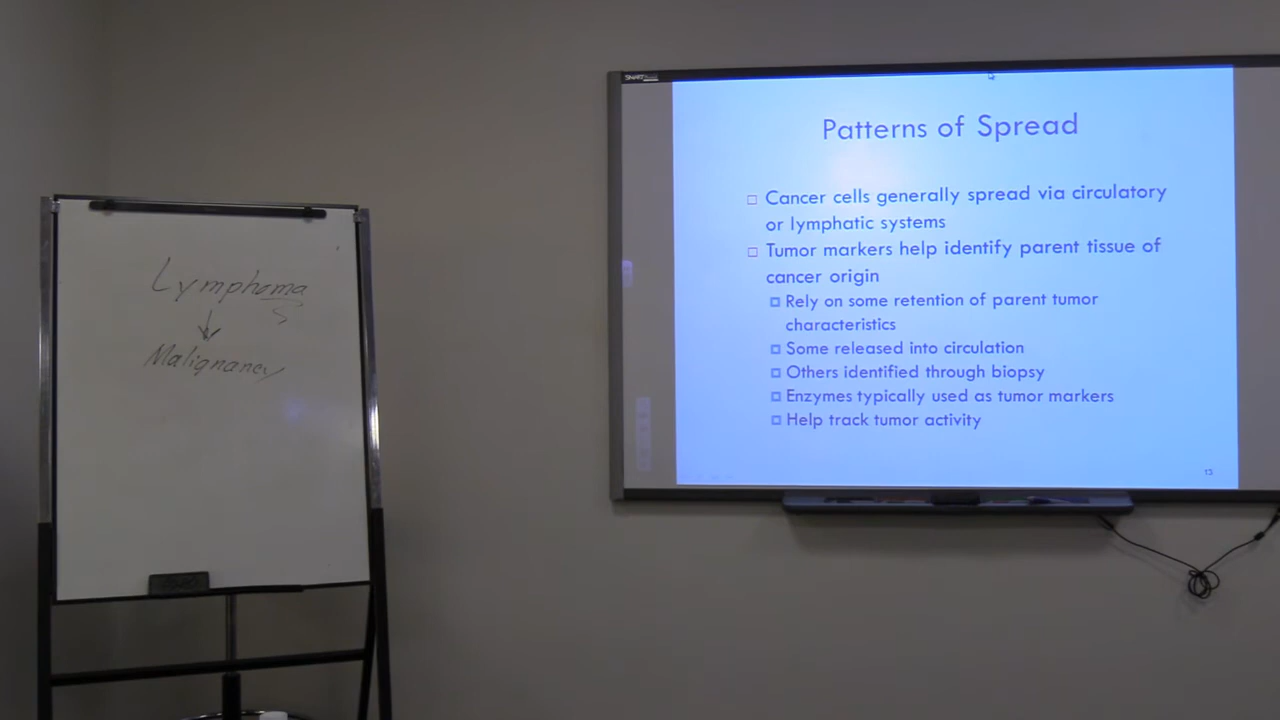 Lymphoma
Malignancy
SMART
Patterns of Spread
Cancer cells generally spread via circulatory
or lymphatic systems
Tumor markers help identify parent tissue of
cancer origin
Rely on some retention of parent tumor
characteristics
Some released into circulation
Others identified through biopsy
Enzymes typically used as tumor markers
Help track tumor activity
13